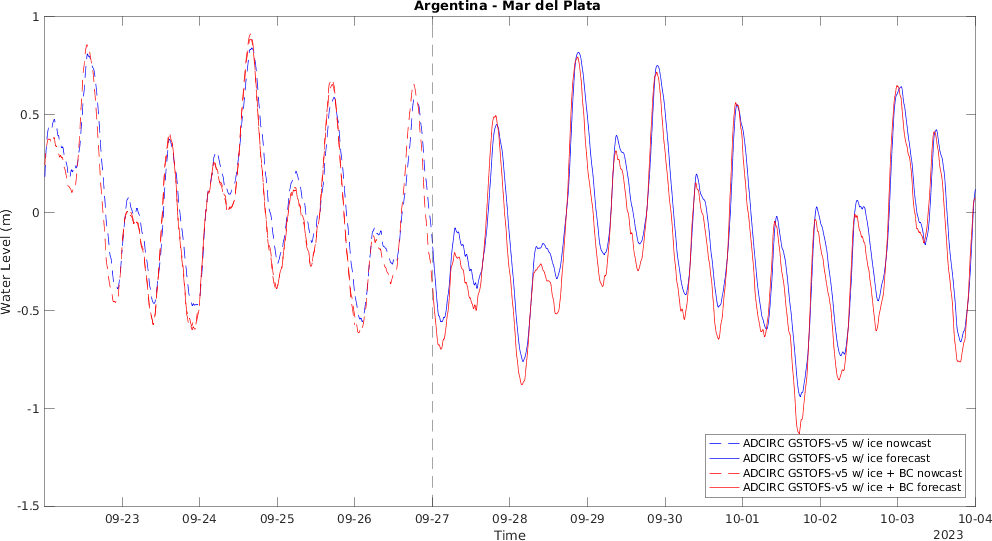 Argentina - Mar del Plata
Water Level (m)
1
0.5
0
-0.5
-1
-1.5
ADCIRC GSTOFS-v5 w/ ice nowcast
ADCIRC GSTOFS-v5 w/ ice forecast
ADCIRC GSTOFS-v5 w/ ice + BC nowcast
ADCIRC GSTOFS-v5 w/ ice + BC forecast
09-23 09-24 09-25 09-26 09-27 09-28 09-29 09-30 10-01 10-02 10-03 10-04
Time
2023